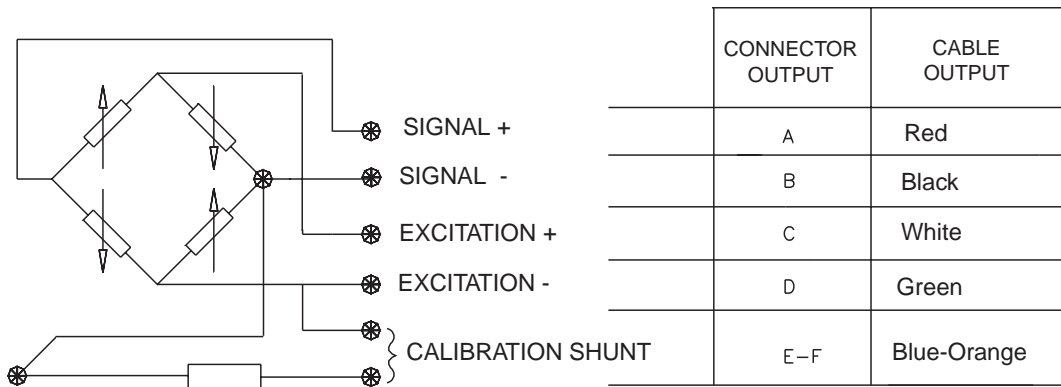 CONNECTOR OUTPUT CABLE OUTPUT
SIGNAL + A Red
SIGNAL - B Black
EXCITATION + C White
EXCITATION - D Green
CALIBRATION SHUNT E-F Blue-Orange